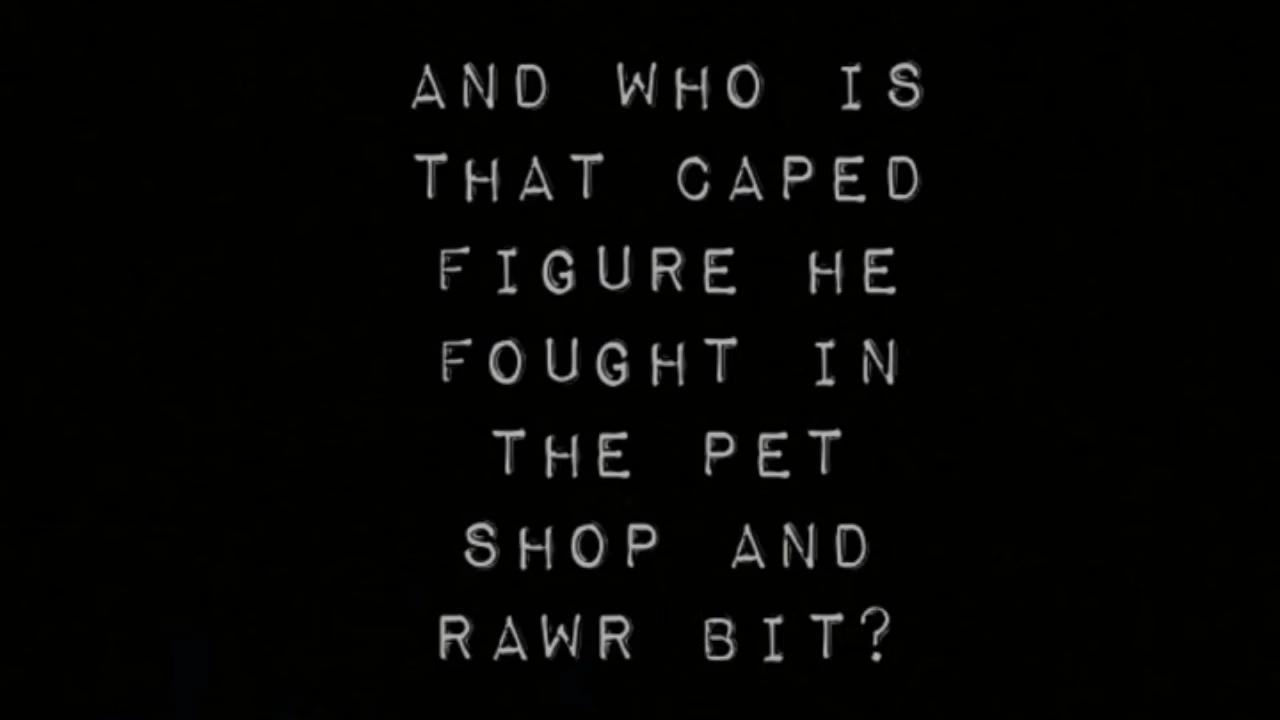 AND WHO IS
THAT CAPED
FIGURE HE
FOUGHT IN
THE PET
SHOP AND
RAWR BIT?